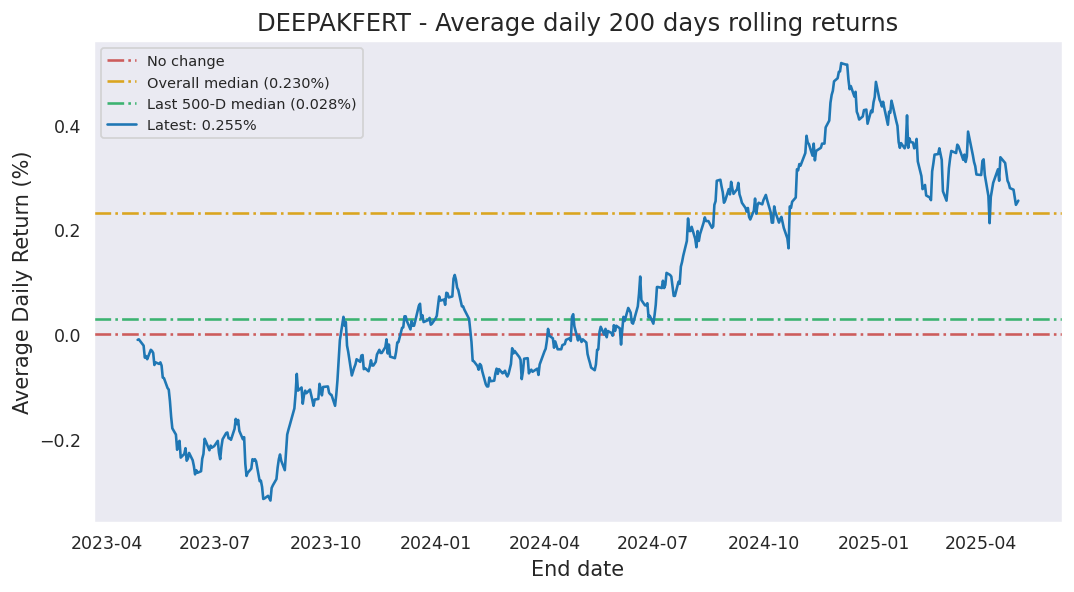 DEEPAKFERT - Average daily 200 days rolling returns
No change
Overall median (0.230%)
Last 500-D median (0.028%)
Latest: 0.255%
Average Daily Return (%)
0.4
0.2
0.0
−0.2
2023-04 2023-07 2023-10 2024-01 2024-04 2024-07 2024-10 2025-01 2025-04
End date